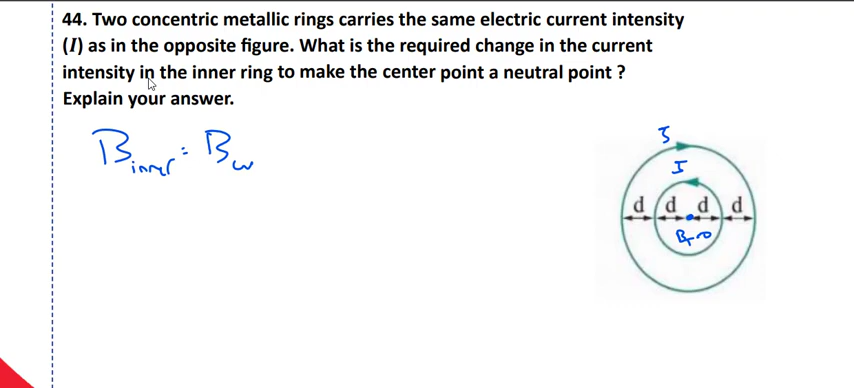 44. Two concentric metallic rings carries the same electric current intensity
(I) as in the opposite figure. What is the required change in the current
intensity in the inner ring to make the center point a neutral point ?
Explain your answer.
B inner = B
I
I
d d d d